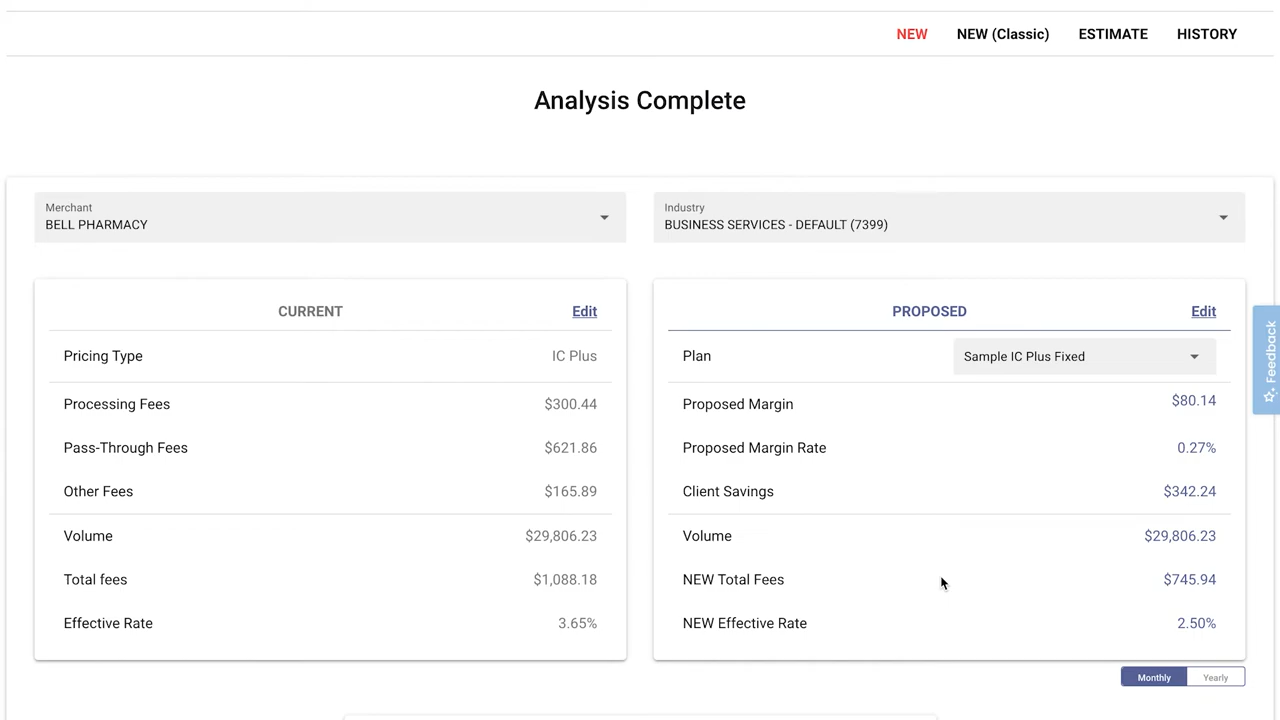 NEW NEW (Classic) ESTIMATE HISTORY
Analysis Complete
Merchant
BELL PHARMACY
Industry
BUSINESS SERVICES - DEFAULT (7399)
CURRENT Edit
Pricing Type IC Plus
Processing Fees $300.44
Pass-Through Fees $621.86
Other Fees $165.89
Volume $29,806.23
Total fees $1,088.18
Effective Rate 3.65%
PROPOSED Edit
Plan Sample IC Plus Fixed
Proposed Margin $80.14
Proposed Margin Rate 0.27%
Client Savings $342.24
Volume $29,806.23
NEW Total Fees $745.94
NEW Effective Rate 2.50%
Monthly Yearly
Feedback